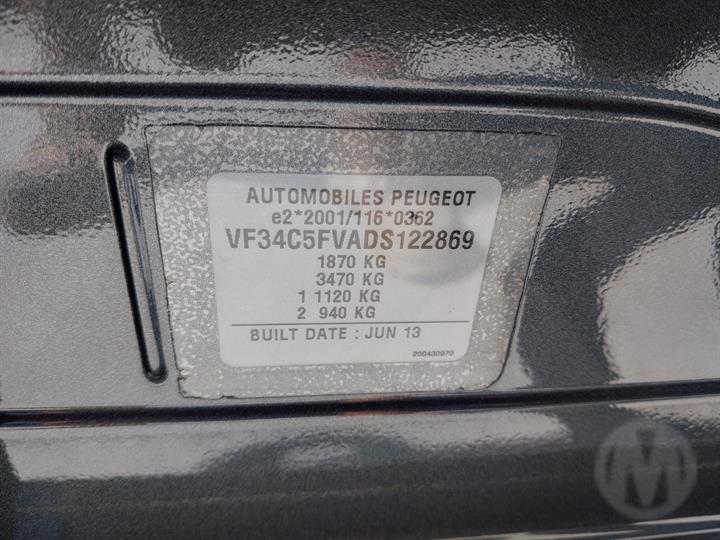 AUTOMOBILES PEUGEOT
e2*2001/116*0362
VF34C5FVADS122869
1870 KG
3470 KG
1 1120 KG
2 940 KG
BUILT DATE : JUN 13
200430970
M